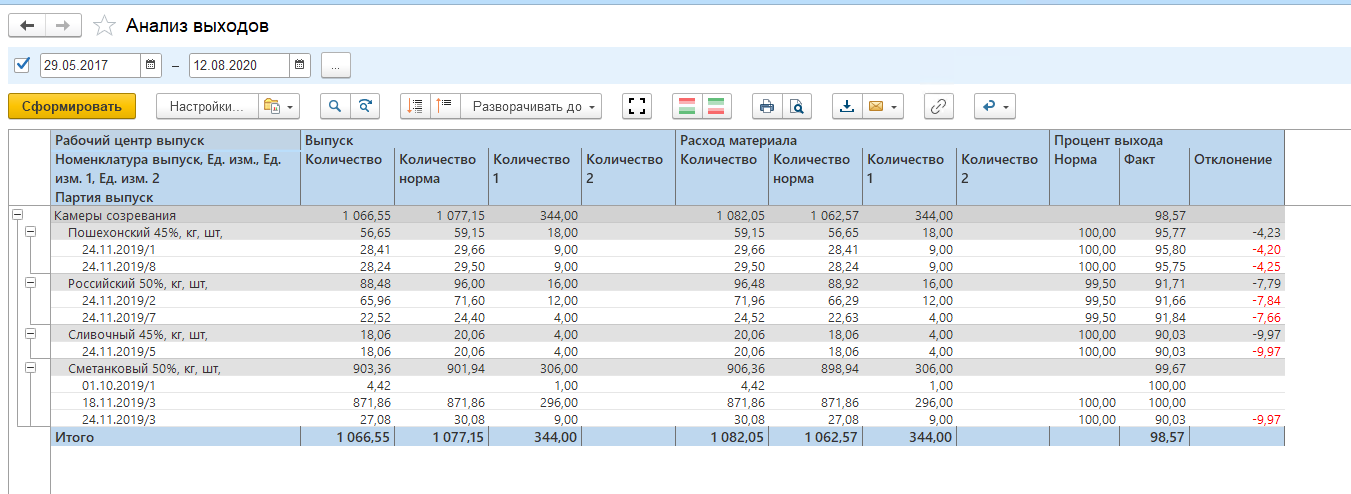 Анализ выходов
29.05.2017 – 12.08.2020 ...
Сформировать Настройки... Разворачивать до
Рабочий центр выпуск Выпуск Расход материала Процент выхода
Номенклатура выпуск, Ед. изм., Ед. Количество Количество Количество Количество Количество Количество Количество Количество Норма Факт Отклонение
изм. 1, Ед. изм. 2 норма 1 2 норма 1 2
Партия выпуск
Камеры созревания 1 066,55 1 077,15 344,00 1 082,05 1 062,57 344,00 98,57
Пошехонский 45%, кг, шт, 56,65 59,15 18,00 59,15 56,65 18,00 100,00 95,77 -4,23
24.11.2019/1 28,41 29,66 9,00 29,66 28,41 9,00 100,00 95,80 -4,20
24.11.2019/8 28,24 29,50 9,00 29,50 28,24 9,00 100,00 95,75 -4,25
Российский 50%, кг, шт, 88,48 96,00 16,00 96,48 88,92 16,00 99,50 91,71 -7,79
24.11.2019/2 65,96 71,60 12,00 71,96 66,29 12,00 99,50 91,66 -7,84
24.11.2019/7 22,52 24,40 4,00 24,52 22,63 4,00 99,50 91,84 -7,66
Сливочный 45%, кг, шт, 18,06 20,06 4,00 20,06 18,06 4,00 100,00 90,03 -9,97
24.11.2019/5 18,06 20,06 4,00 20,06 18,06 4,00 100,00 90,03 -9,97
Сметанковый 50%, кг, шт, 903,36 901,94 306,00 906,36 898,94 306,00 99,67
01.10.2019/1 4,42 1,00 4,42 1,00 100,00
18.11.2019/3 871,86 871,86 296,00 871,86 871,86 296,00 100,00 100,00
24.11.2019/3 27,08 30,08 9,00 30,08 27,08 9,00 100,00 90,03 -9,97
Итого 1 066,55 1 077,15 344,00 1 082,05 1 062,57 344,00 98,57